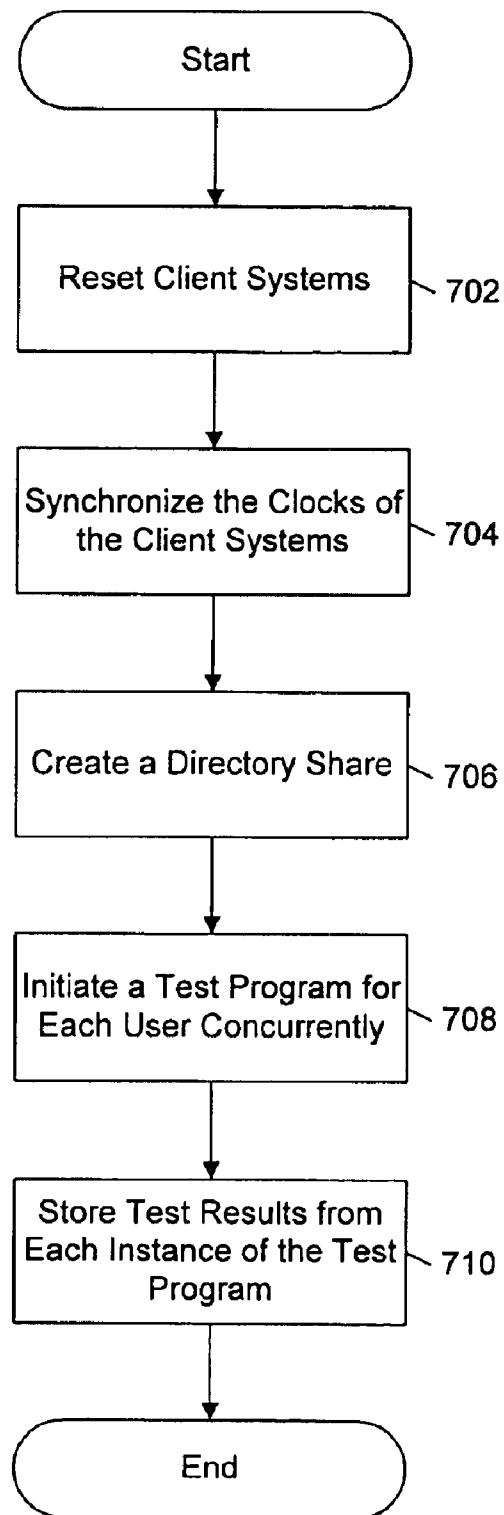 Start
Reset Client Systems
702
Synchronize the Clocks of
the Client Systems
704
Create a Directory Share
706
Initiate a Test Program for
Each User Concurrently
708
Store Test Results from
Each Instance of the Test
Program
710
End